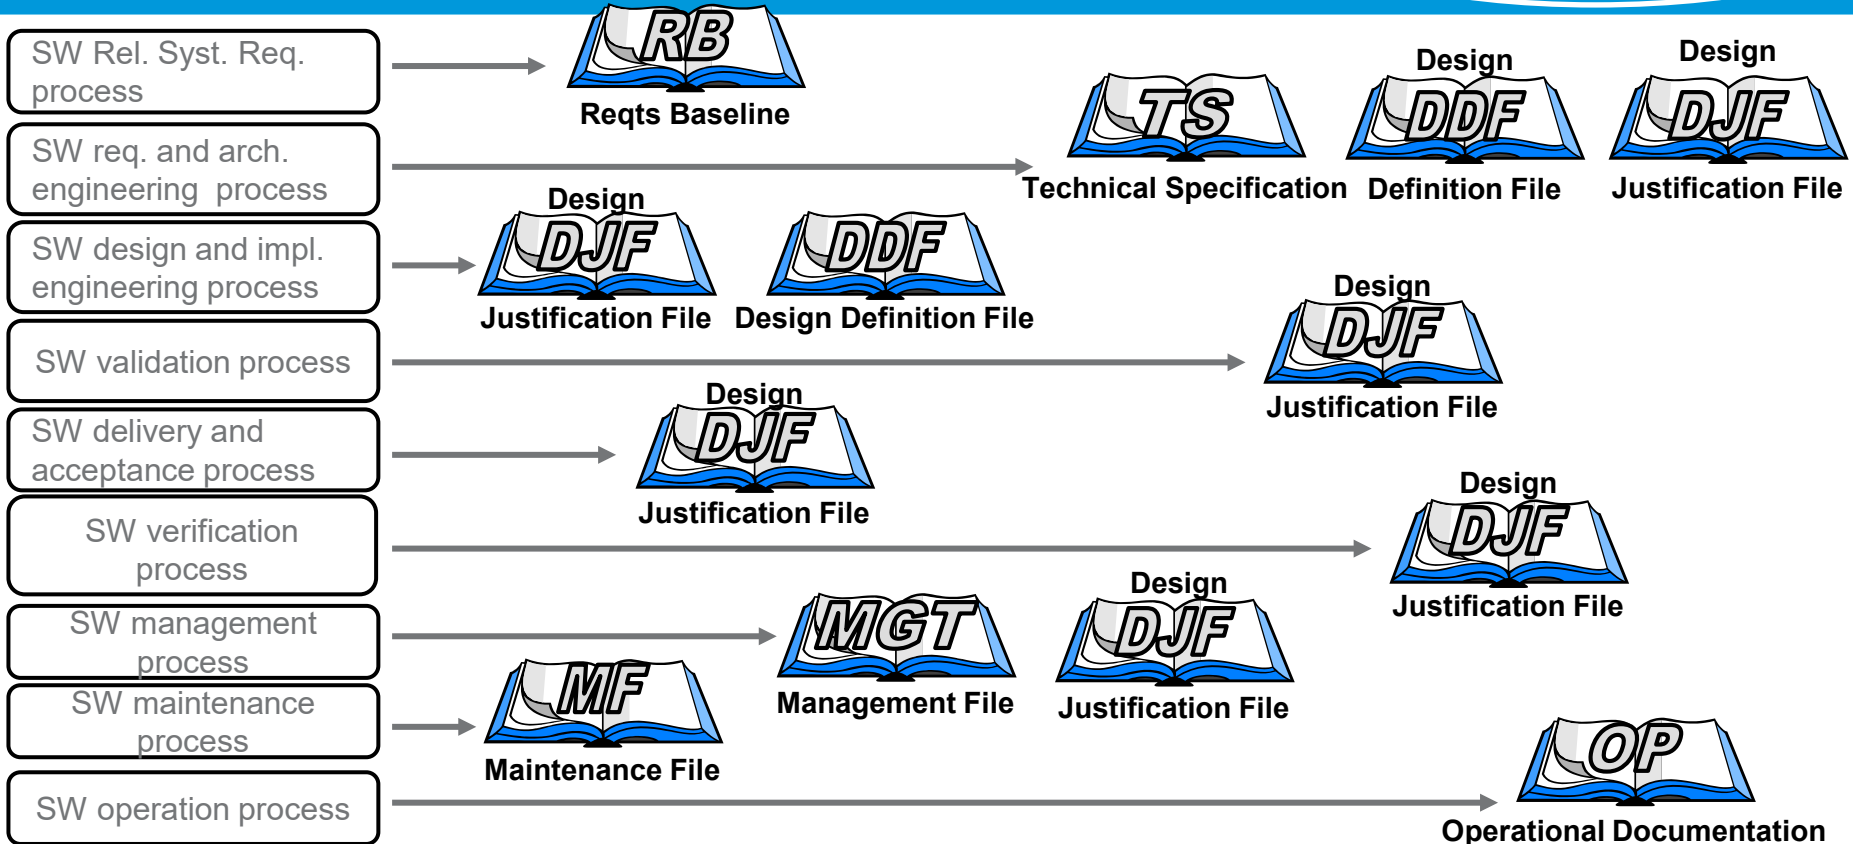 SW Rel. Syst. Req.
process
RB
Reqts Baseline
SW req. and arch.
engineering process
TS
Technical Specification
Design
DDF
Definition File
Design
DJF
Justification File
SW design and impl.
engineering process
Design
DJF
Justification File
DDF
Design Definition File
SW validation process
Design
DJF
Justification File
SW delivery and
acceptance process
Design
DJF
Justification File
SW verification
process
Design
DJF
Justification File
SW management
process
MGT
Management File
Design
DJF
Justification File
SW maintenance
process
MF
Maintenance File
SW operation process
OP
Operational Documentation